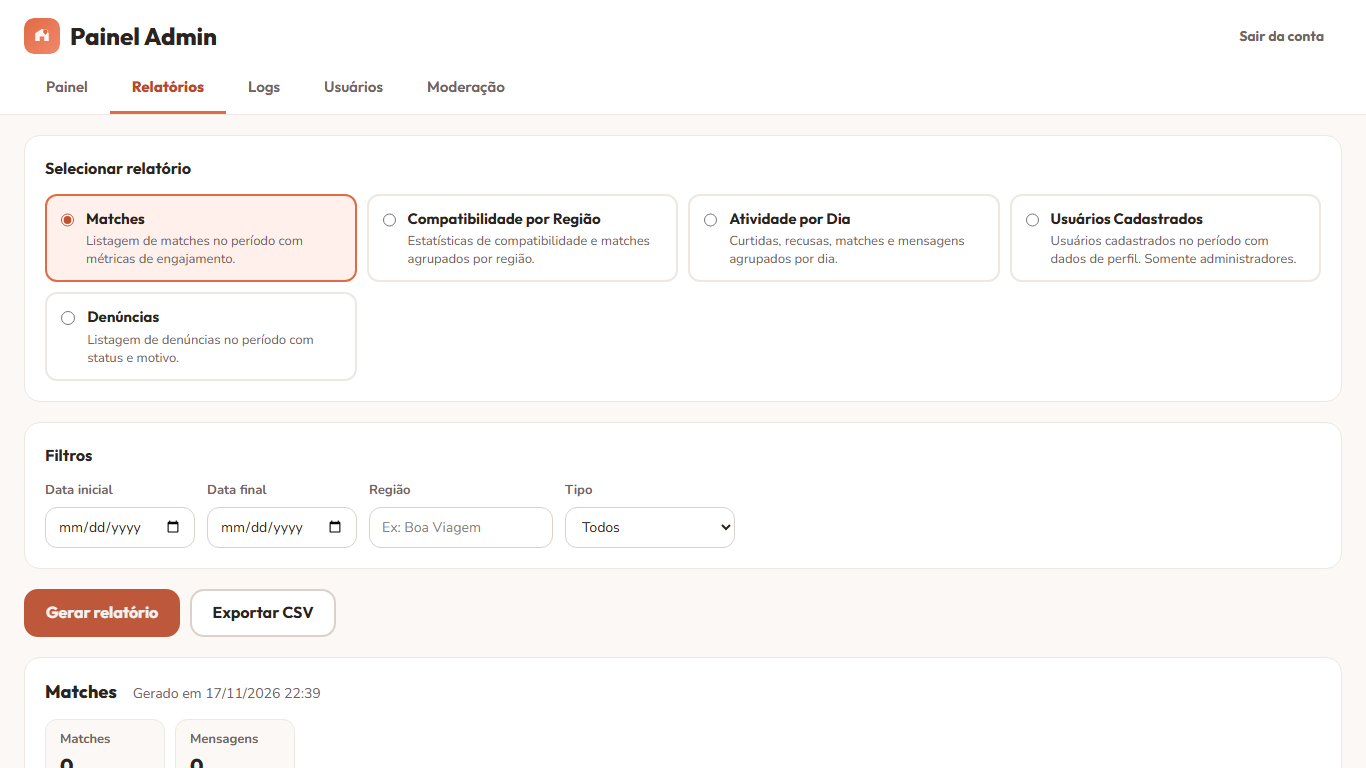 Painel Admin
Sair da conta
Painel
Relatórios
Logs
Usuários
Moderação
Selecionar relatório
Matches
Listagem de matches no período com
métricas de engajamento.
Compatibilidade por Região
Estatísticas de compatibilidade e matches
agrupados por região.
Atividade por Dia
Curtidas, recusas, matches e mensagens
agrupados por dia.
Usuários Cadastrados
Usuários cadastrados no período com
dados de perfil. Somente administradores.
Denúncias
Listagem de denúncias no período com
status e motivo.
Filtros
Data inicial
Data final
Região
Tipo
mm/dd/yyyy
mm/dd/yyyy
Ex: Boa Viagem
Todos
Gerar relatório
Exportar CSV
Matches
Gerado em 17/11/2026 22:39
Matches
Mensagens
0
0